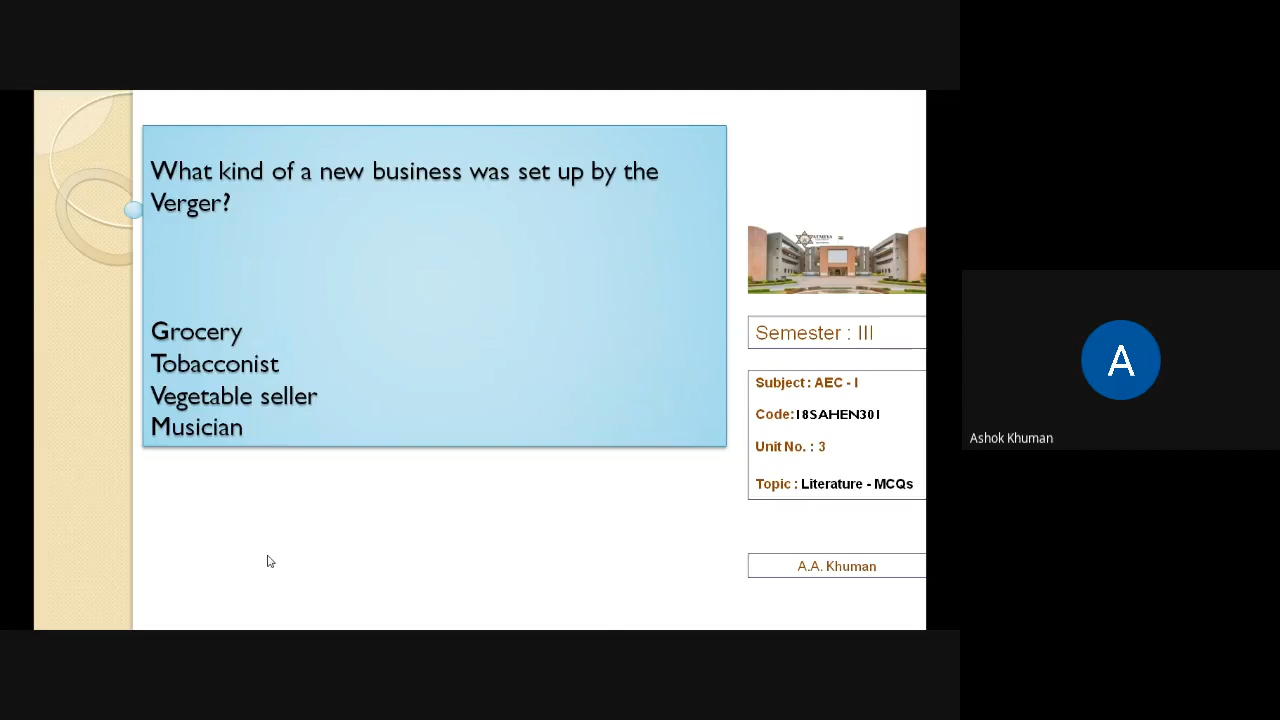 What kind of a new business was set up by the
Verger?
Grocery
Tobacconist
Vegetable seller
Musician
Semester : III
Subject : AEC - I
Code:18SAHEN301
Unit No. : 3
Topic : Literature - MCQs
A.A. Khuman
A
Ashok Khuman